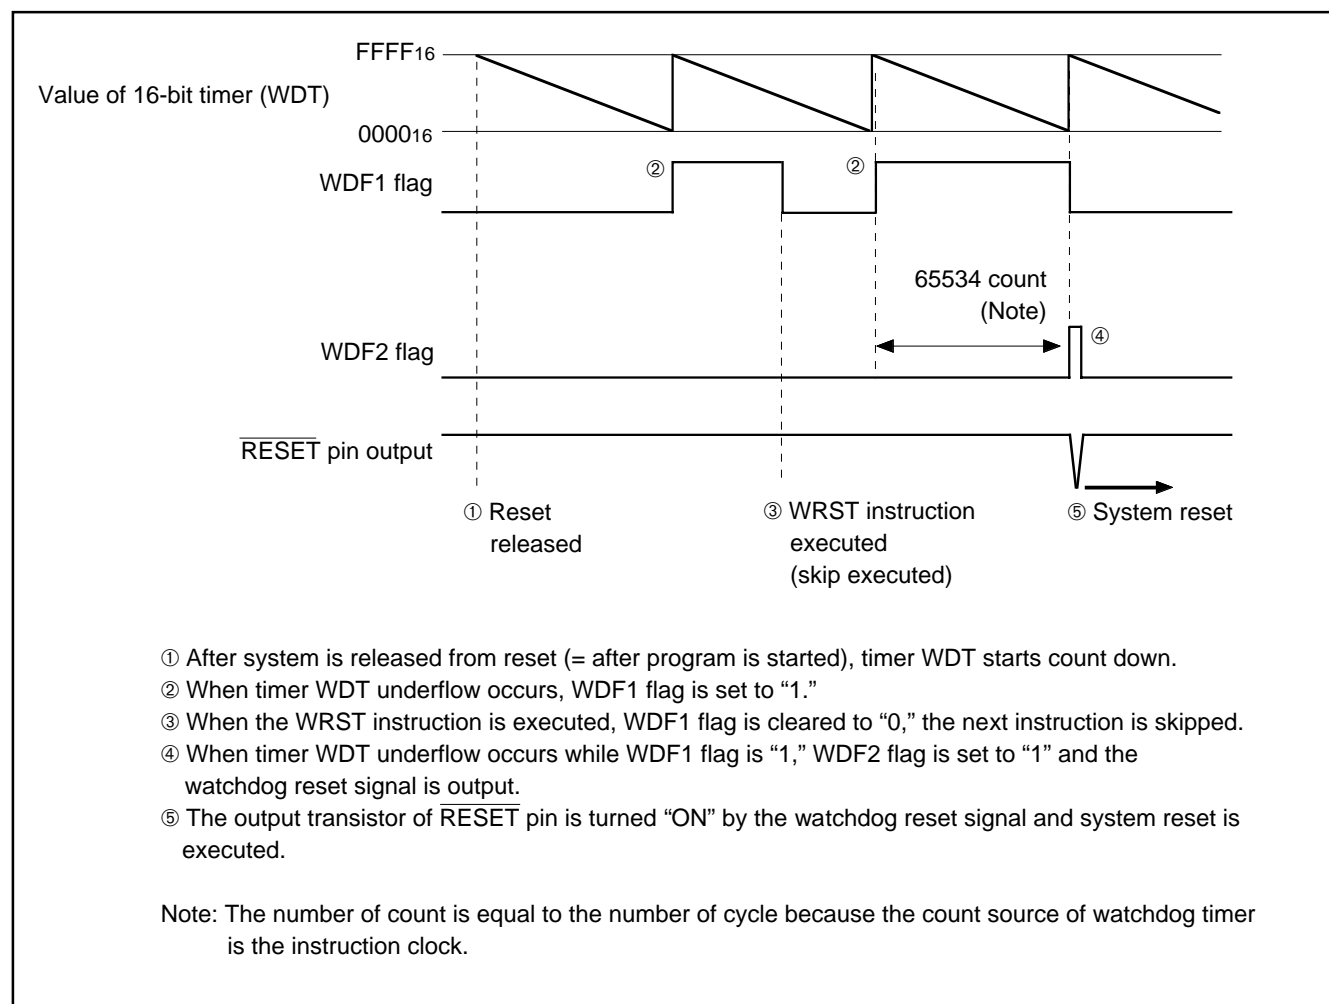 FFFF16
Value of 16-bit timer (WDT)
000016
WDF1 flag
②
②
65534 count
(Note)
WDF2 flag
④
RESET pin output
① Reset
released
③ WRST instruction
executed
(skip executed)
⑤ System reset
① After system is released from reset (= after program is started), timer WDT starts count down.
② When timer WDT underflow occurs, WDF1 flag is set to “1.”
③ When the WRST instruction is executed, WDF1 flag is cleared to “0,” the next instruction is skipped.
④ When timer WDT underflow occurs while WDF1 flag is “1,” WDF2 flag is set to “1” and the
watchdog reset signal is output.
⑤ The output transistor of RESET pin is turned “ON” by the watchdog reset signal and system reset is
executed.
Note: The number of count is equal to the number of cycle because the count source of watchdog timer
is the instruction clock.